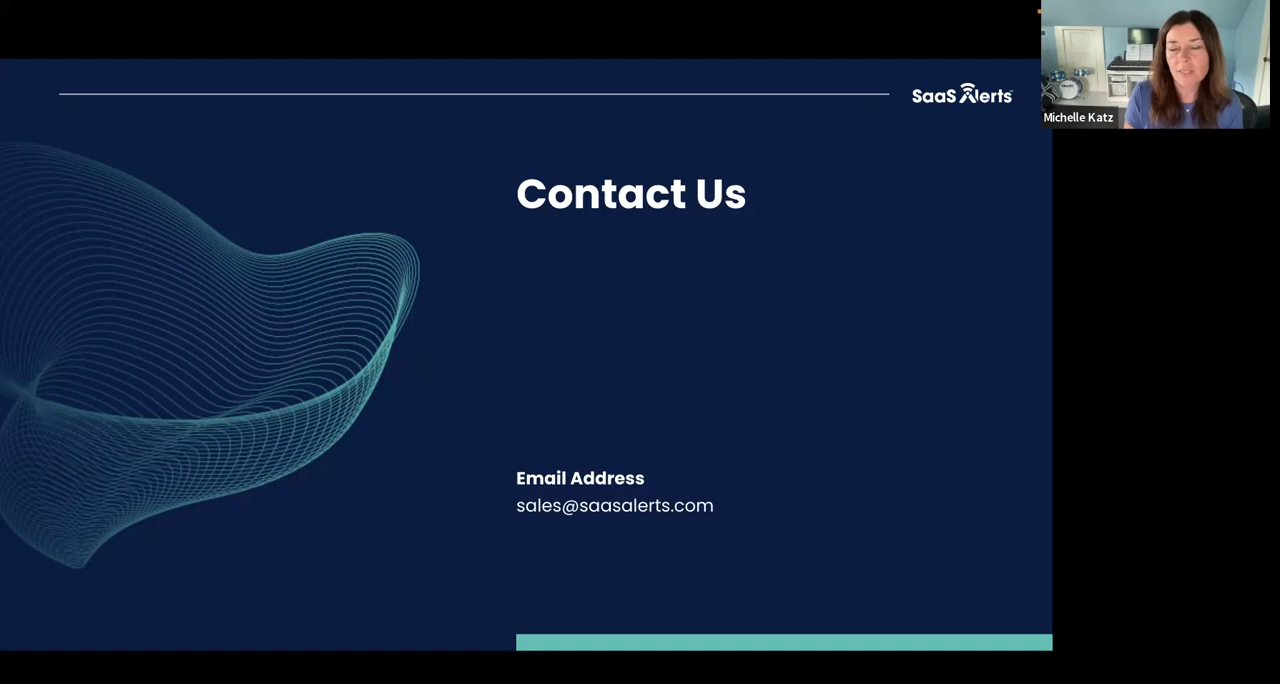 SaaS Alerts
Michelle Katz
Contact Us
Email Address
sales@saasalerts.com